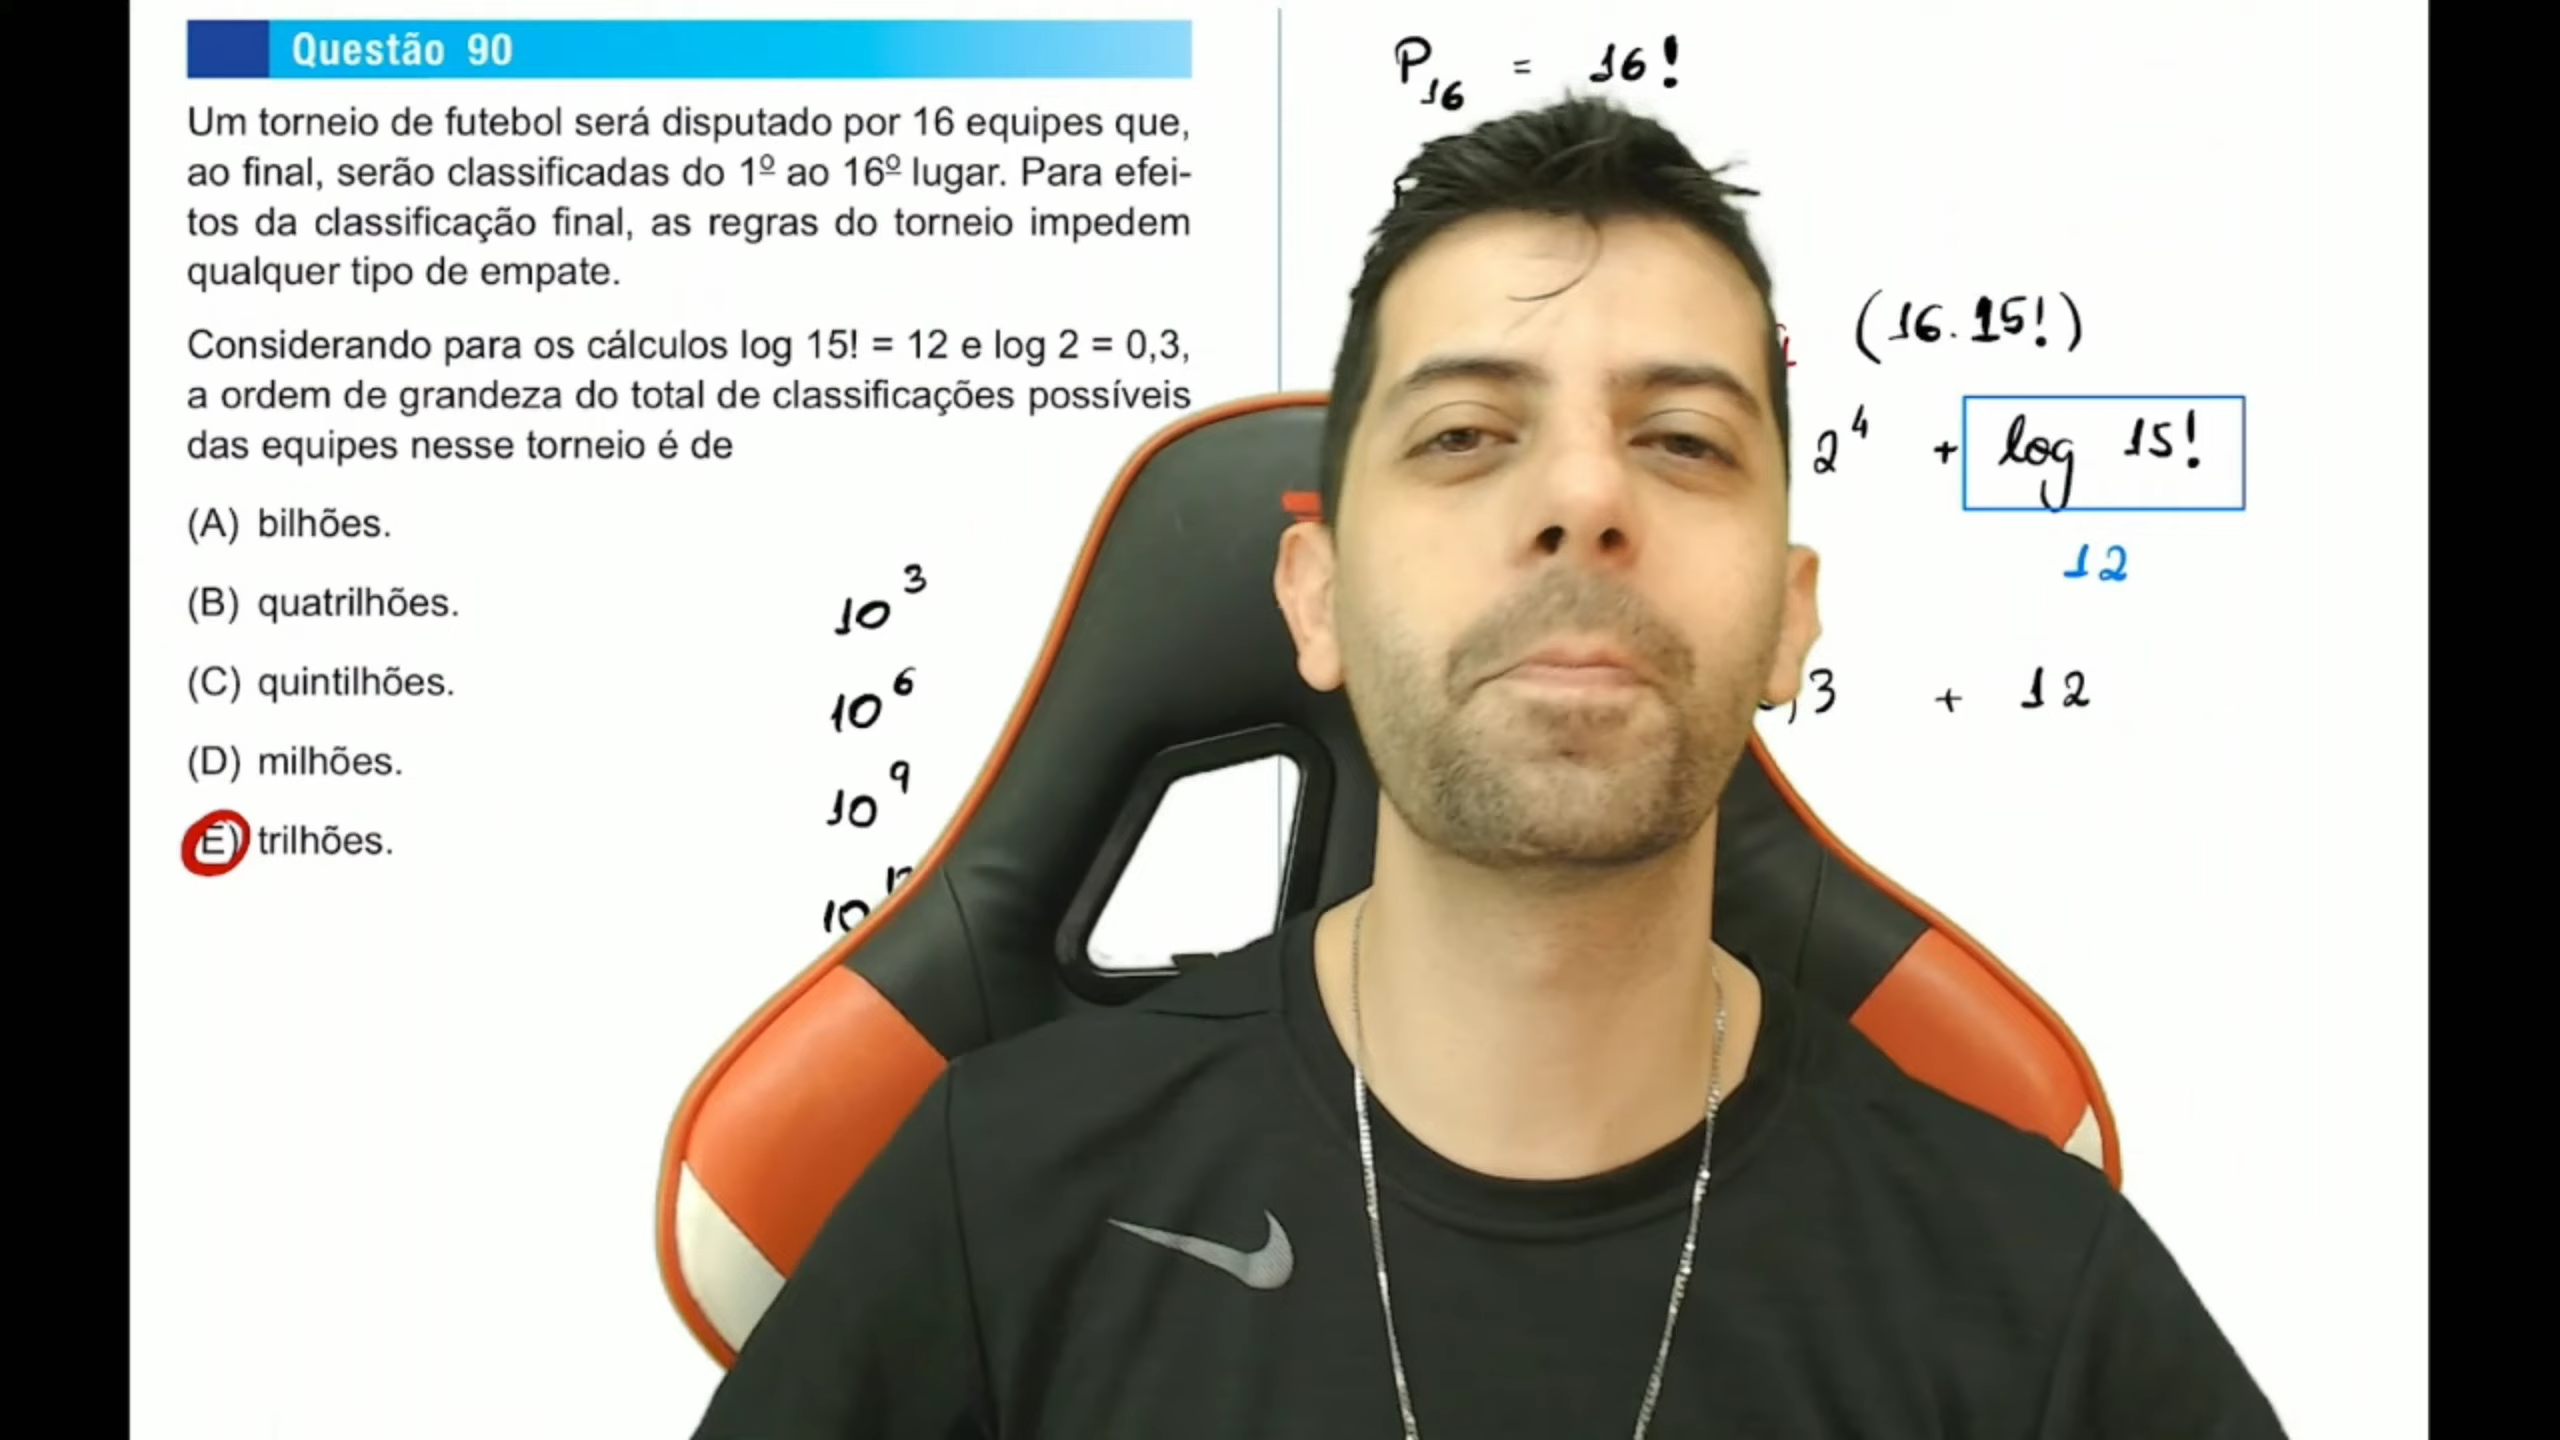 Questão 90
Um torneio de futebol será disputado por 16 equipes que,
ao final, serão classificadas do 1º ao 16º lugar. Para efei-
tos da classificação final, as regras do torneio impedem
qualquer tipo de empate.
Considerando para os cálculos log 15! = 12 e log 2 = 0,3,
a ordem de grandeza do total de classificações possíveis
das equipes nesse torneio é de
(A) bilhões.
(B) quatrilhões.
(C) quintilhões.
(D) milhões.
E) trilhões.
10³
10⁶
10⁹
10
P₁₆ = 16!
(16.15!)
2⁴ + log 15!
12
,3 + 12